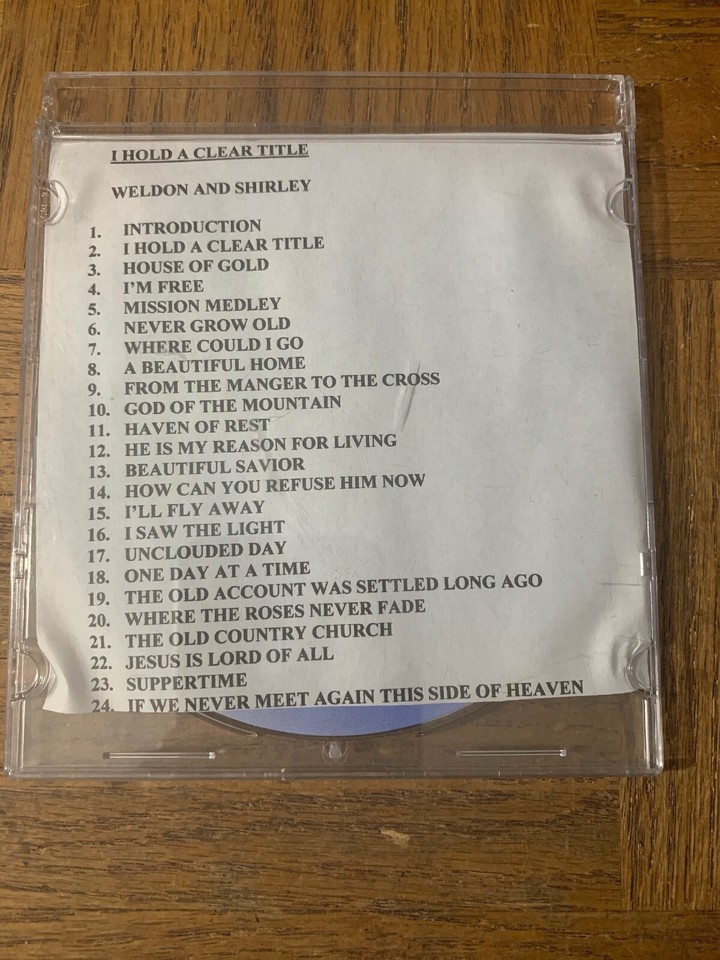 I HOLD A CLEAR TITLE
WELDON AND SHIRLEY
1. INTRODUCTION
2. I HOLD A CLEAR TITLE
3. HOUSE OF GOLD
4. I'M FREE
5. MISSION MEDLEY
6. NEVER GROW OLD
7. WHERE COULD I GO
8. A BEAUTIFUL HOME
9. FROM THE MANGER TO THE CROSS
10. GOD OF THE MOUNTAIN
11. HAVEN OF REST
12. HE IS MY REASON FOR LIVING
13. BEAUTIFUL SAVIOR
14. HOW CAN YOU REFUSE HIM NOW
15. I'LL FLY AWAY
16. I SAW THE LIGHT
17. UNCLOUDED DAY
18. ONE DAY AT A TIME
19. THE OLD ACCOUNT WAS SETTLED LONG AGO
20. WHERE THE ROSES NEVER FADE
21. THE OLD COUNTRY CHURCH
22. JESUS IS LORD OF ALL
23. SUPPERTIME
24. IF WE NEVER MEET AGAIN THIS SIDE OF HEAVEN